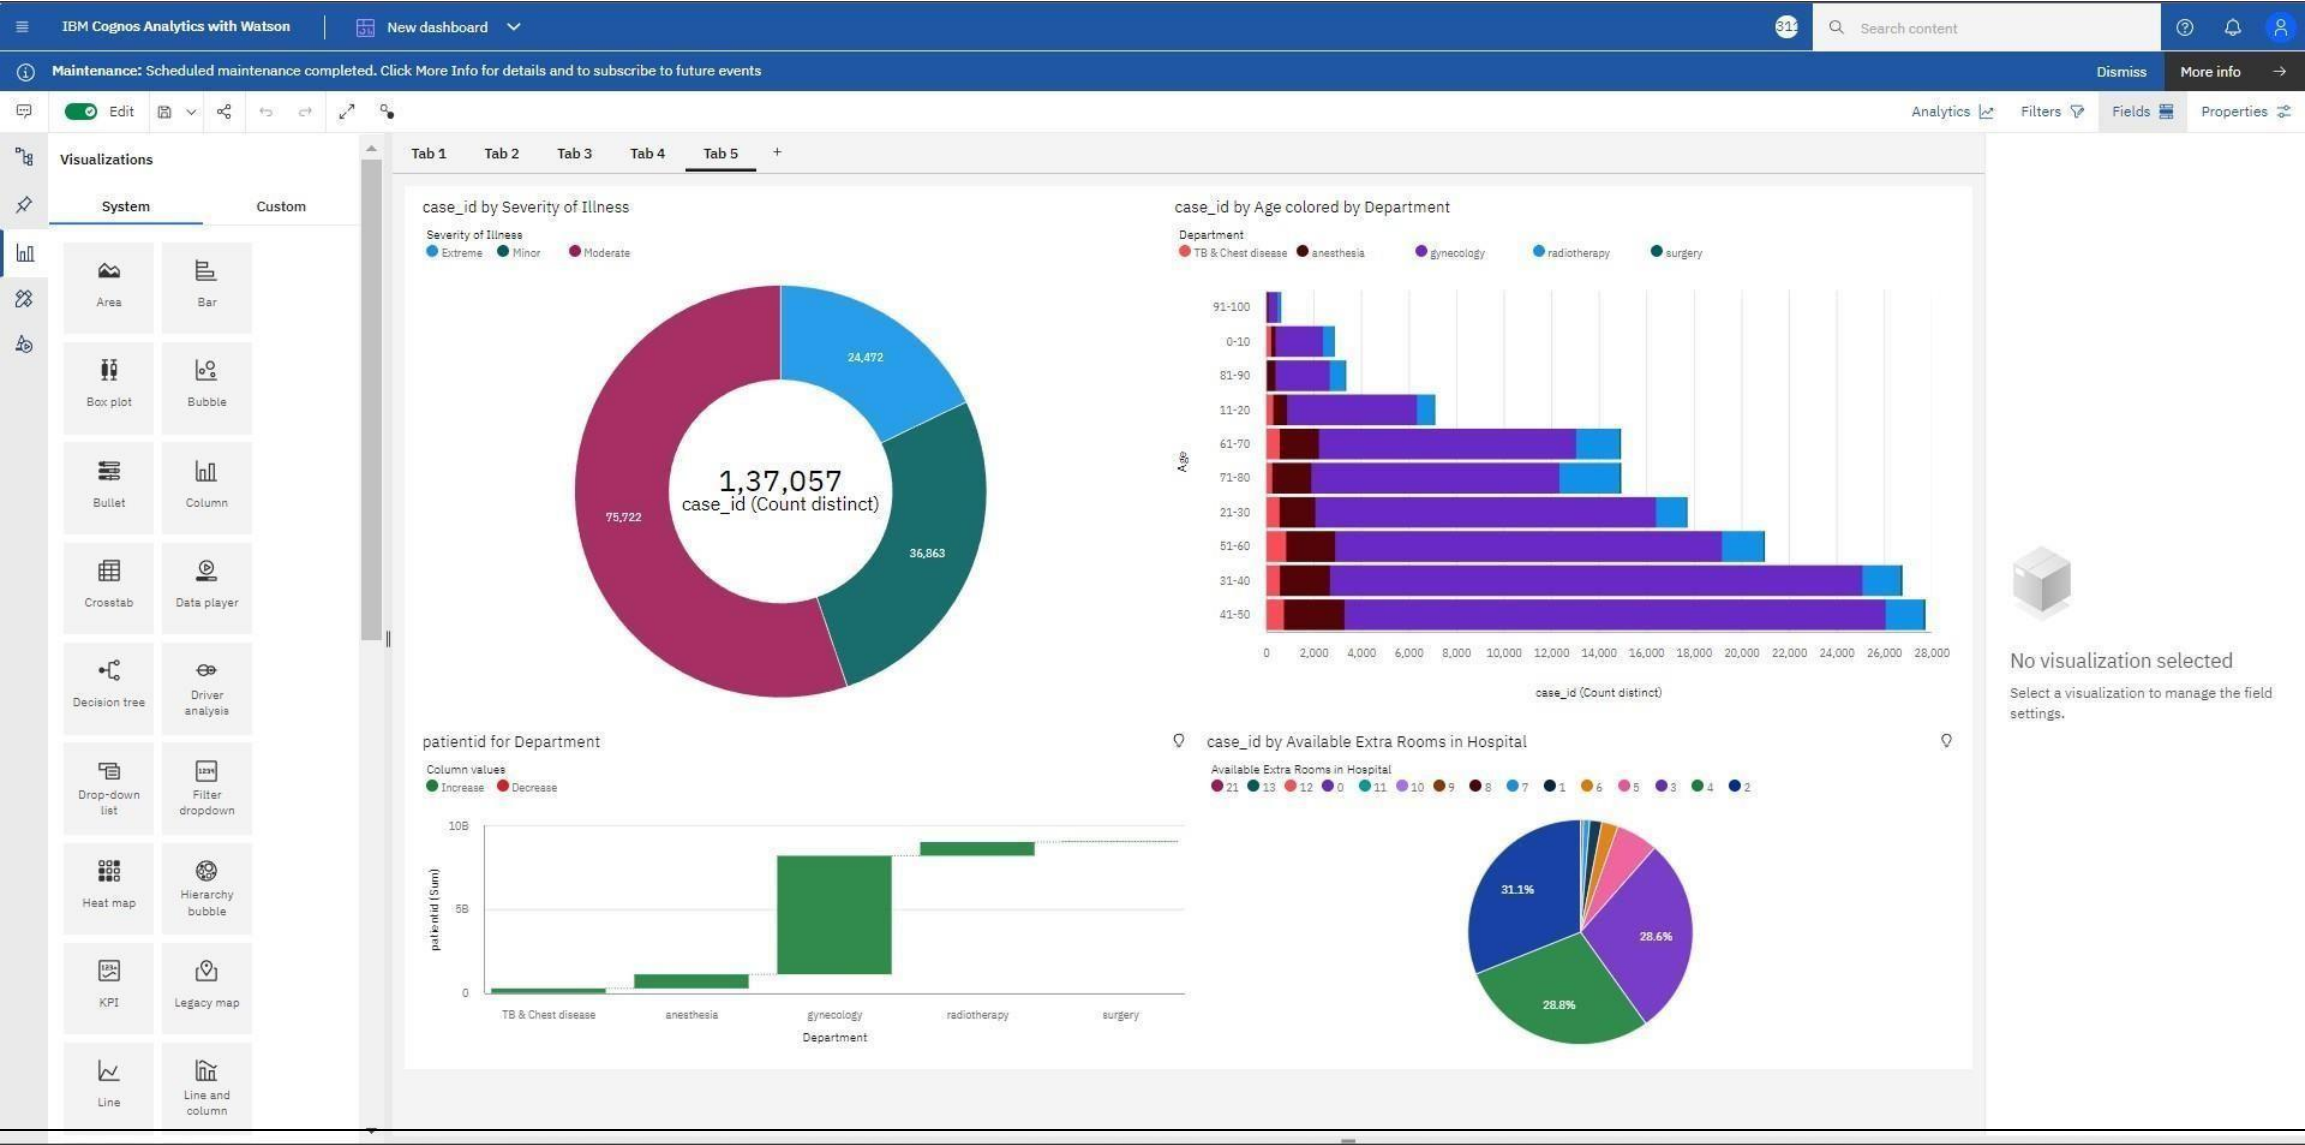 IBM Cognos Analytics with Watson
New dashboard
311
Search content
Maintenance: Scheduled maintenance completed. Click More Info for details and to subscribe to future events
Dismiss
More info
Edit
Analytics
Filters
Fields
Properties
Visualizations
System
Custom
Area
Bar
Box plot
Bubble
Bullet
Column
Crosstab
Data player
Decision tree
Driver
analysis
Drop-down
list
Filter
dropdown
Heat map
Hierarchy
bubble
KPI
Legacy map
Line
Line and
column
Tab 1
Tab 2
Tab 3
Tab 4
Tab 5
+
case_id by Severity of Illness
Severity of Illness
Extreme
Minor
Moderate
24,472
75,722
36,863
1,37,057
case_id (Count distinct)
case_id by Age colored by Department
Department
TB & Chest disease
anesthesia
gynecology
radiotherapy
surgery
Age
91-100
0-10
81-90
11-20
61-70
71-80
21-30
51-60
31-40
41-50
0 2,000 4,000 6,000 8,000 10,000 12,000 14,000 16,000 18,000 20,000 22,000 24,000 26,000 28,000
case_id (Count distinct)
patientid for Department
Column values
Increase
Decrease
patientid (Sum)
10B
5B
0
TB & Chest disease
anesthesia
gynecology
radiotherapy
surgery
Department
case_id by Available Extra Rooms in Hospital
Available Extra Rooms in Hospital
21 13 12 0 11 10 9 8 7 1 6 5 3 4 2
31.1%
28.6%
28.8%
No visualization selected
Select a visualization to manage the field
settings.